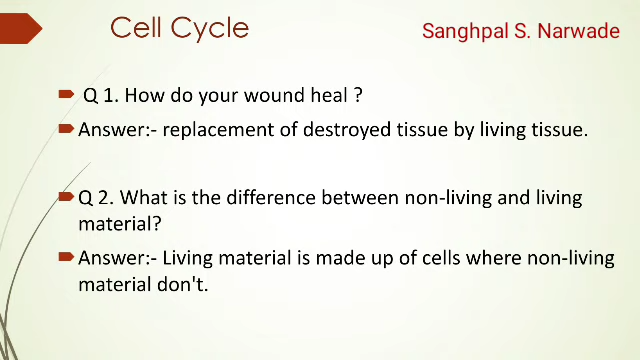 Cell Cycle
Sanghpal S. Narwade
Q 1. How do your wound heal ?
Answer:- replacement of destroyed tissue by living tissue.
Q 2. What is the difference between non-living and living
material?
Answer:- Living material is made up of cells where non-living
material don't.